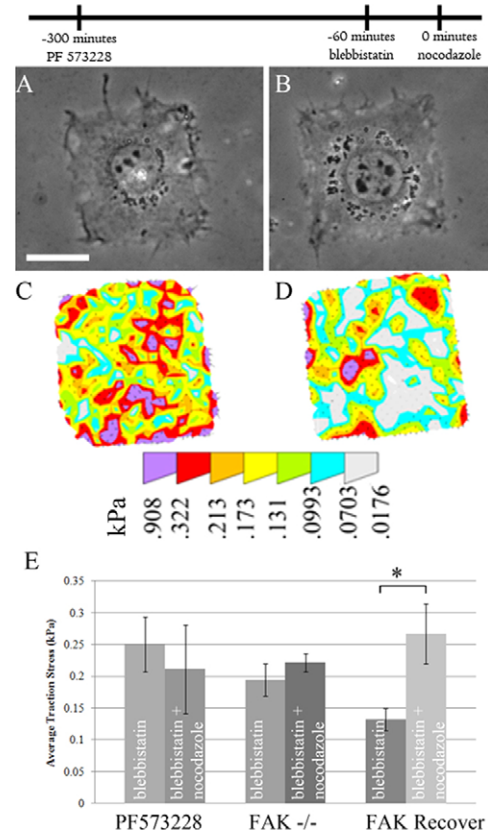 -300 minutes
PF 573228
-60 minutes
blebbistatin
0 minutes
nocodazole
A
B
C
D
kPa
.908
.322
.213
.173
.131
.0993
.0703
.0176
E
Average Traction Stress (kPa)
0.35
0.3
0.25
0.2
0.15
0.1
0.05
0
*
blebbistatin
blebbistatin +
nocodazole
blebbistatin
blebbistatin +
nocodazole
blebbistatin
blebbistatin +
nocodazole
PF573228
FAK -/-
FAK Recover